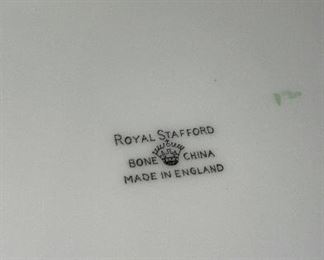 ROYAL STAFFORD
BONE CHINA
MADE IN ENGLAND